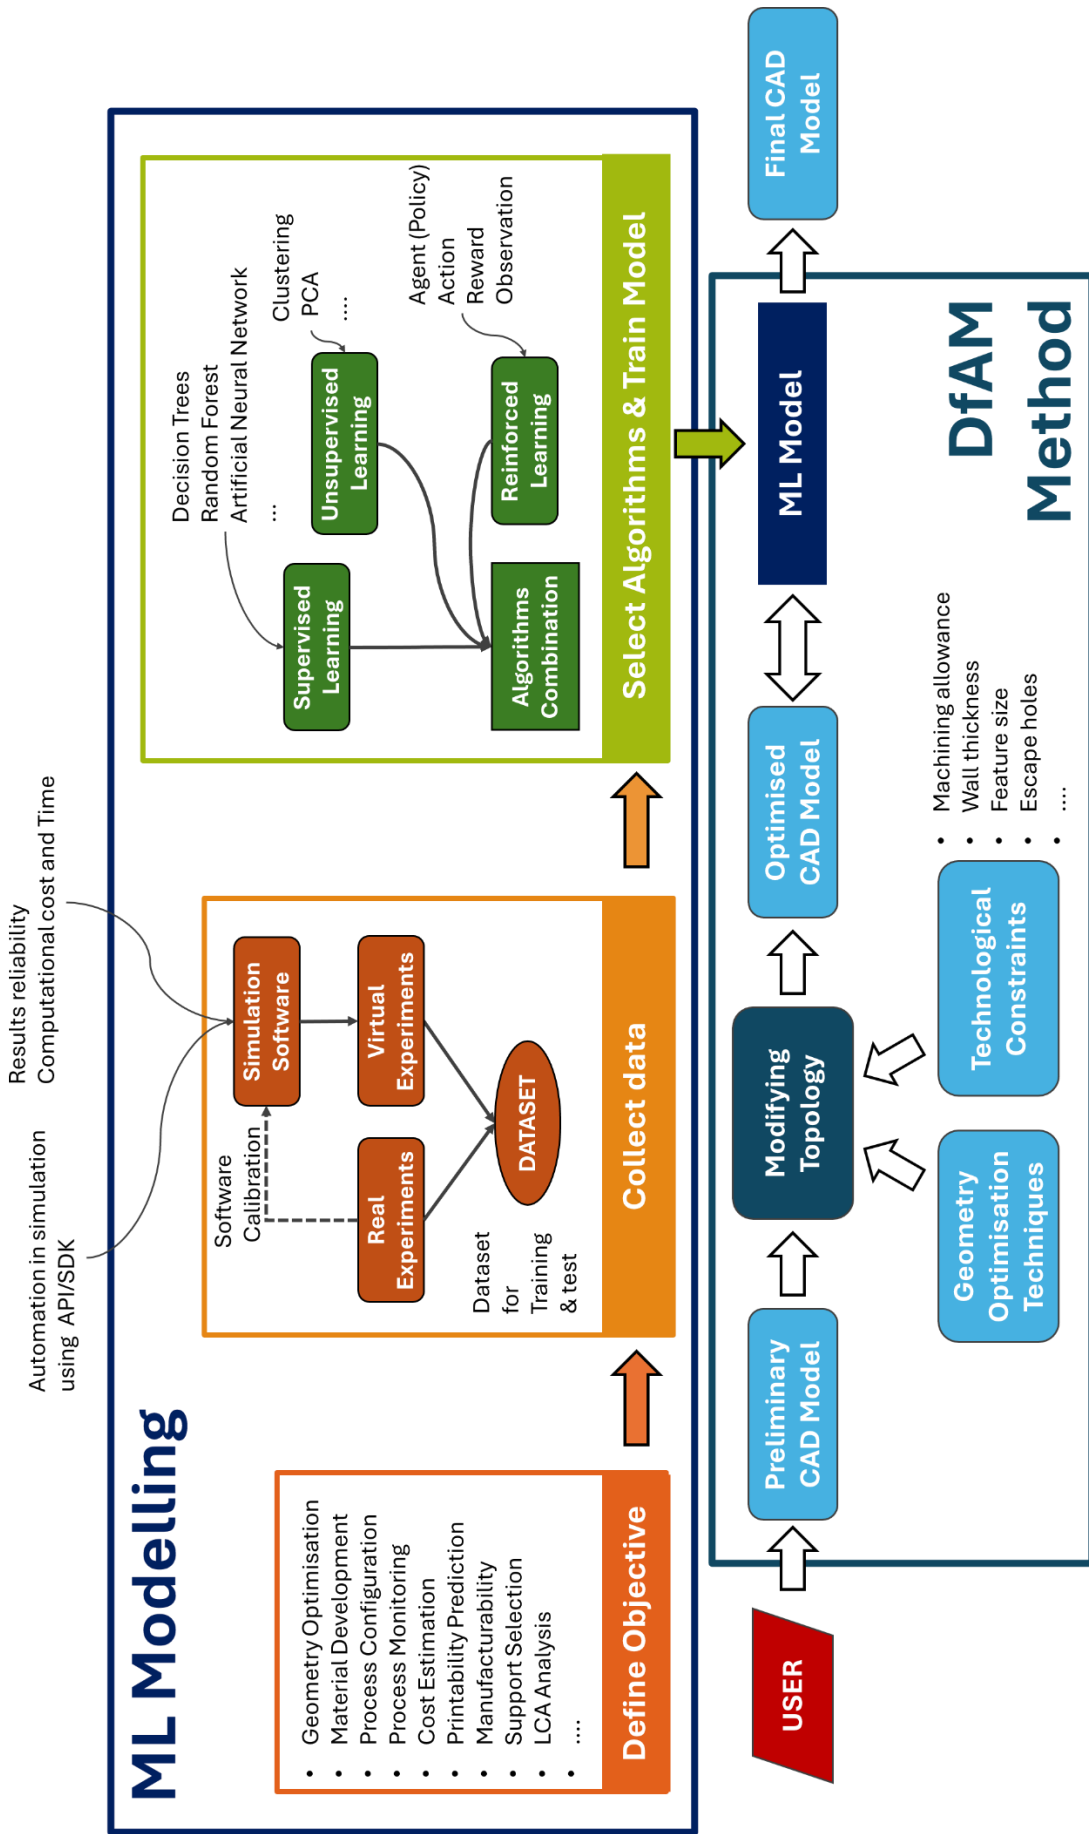 Automation in simulation
using API/SDK
Results reliability
Computational cost and Time
ML Modelling
• Geometry Optimisation
• Material Development
• Process Configuration
• Process Monitoring
• Cost Estimation
• Printability Prediction
• Manufacturability
• Support Selection
• LCA Analysis
• ....
Define Objective
Software
Calibration
Simulation
Software
Real
Experiments
Virtual
Experiments
DATASET
Dataset
for
Training
& test
Collect data
Decision Trees
Random Forest
Artificial Neural Network
...
Clustering
PCA
....
Supervised
Learning
Unsupervised
Learning
Agent (Policy)
Action
Reward
Observation
Algorithms
Combination
Reinforced
Learning
Select Algorithms & Train Model
USER
Preliminary
CAD Model
Modifying
Topology
Optimised
CAD Model
ML Model
Final CAD
Model
Geometry
Optimisation
Techniques
Technological
Constraints
• Machining allowance
• Wall thickness
• Feature size
• Escape holes
• ....
DfAM
Method